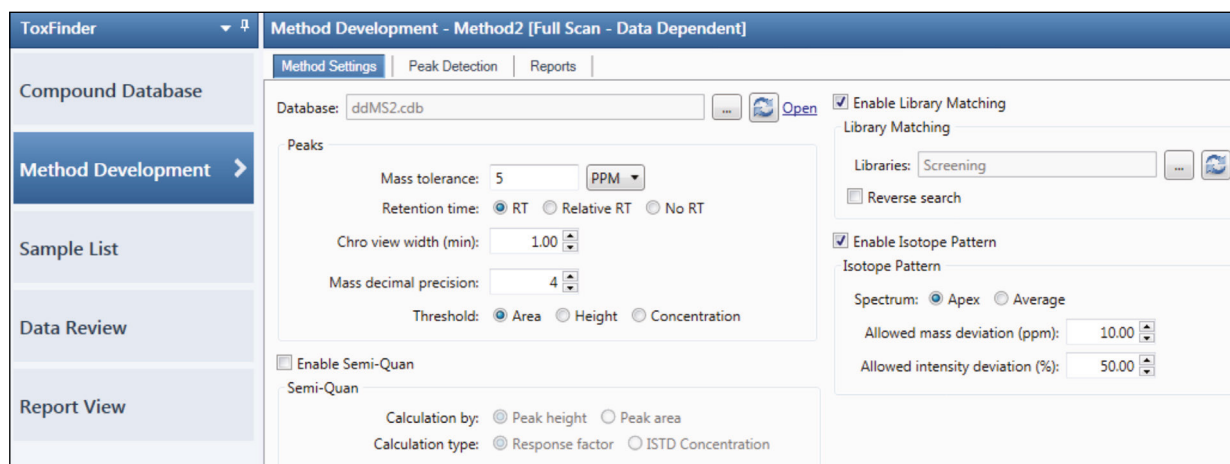 ToxFinder
Compound Database
Method Development
Sample List
Data Review
Report View
Method Development - Method2 [Full Scan - Data Dependent]
Method Settings Peak Detection Reports
Database: ddMS2.cdb ... Open
Peaks
Mass tolerance: 5 PPM
Retention time: RT Relative RT No RT
Chro view width (min): 1.00
Mass decimal precision: 4
Threshold: Area Height Concentration
Enable Semi-Quan
Semi-Quan
Calculation by: Peak height Peak area
Calculation type: Response factor ISTD Concentration
Enable Library Matching
Library Matching
Libraries: Screening ...
Reverse search
Enable Isotope Pattern
Isotope Pattern
Spectrum: Apex Average
Allowed mass deviation (ppm): 10.00
Allowed intensity deviation (%): 50.00